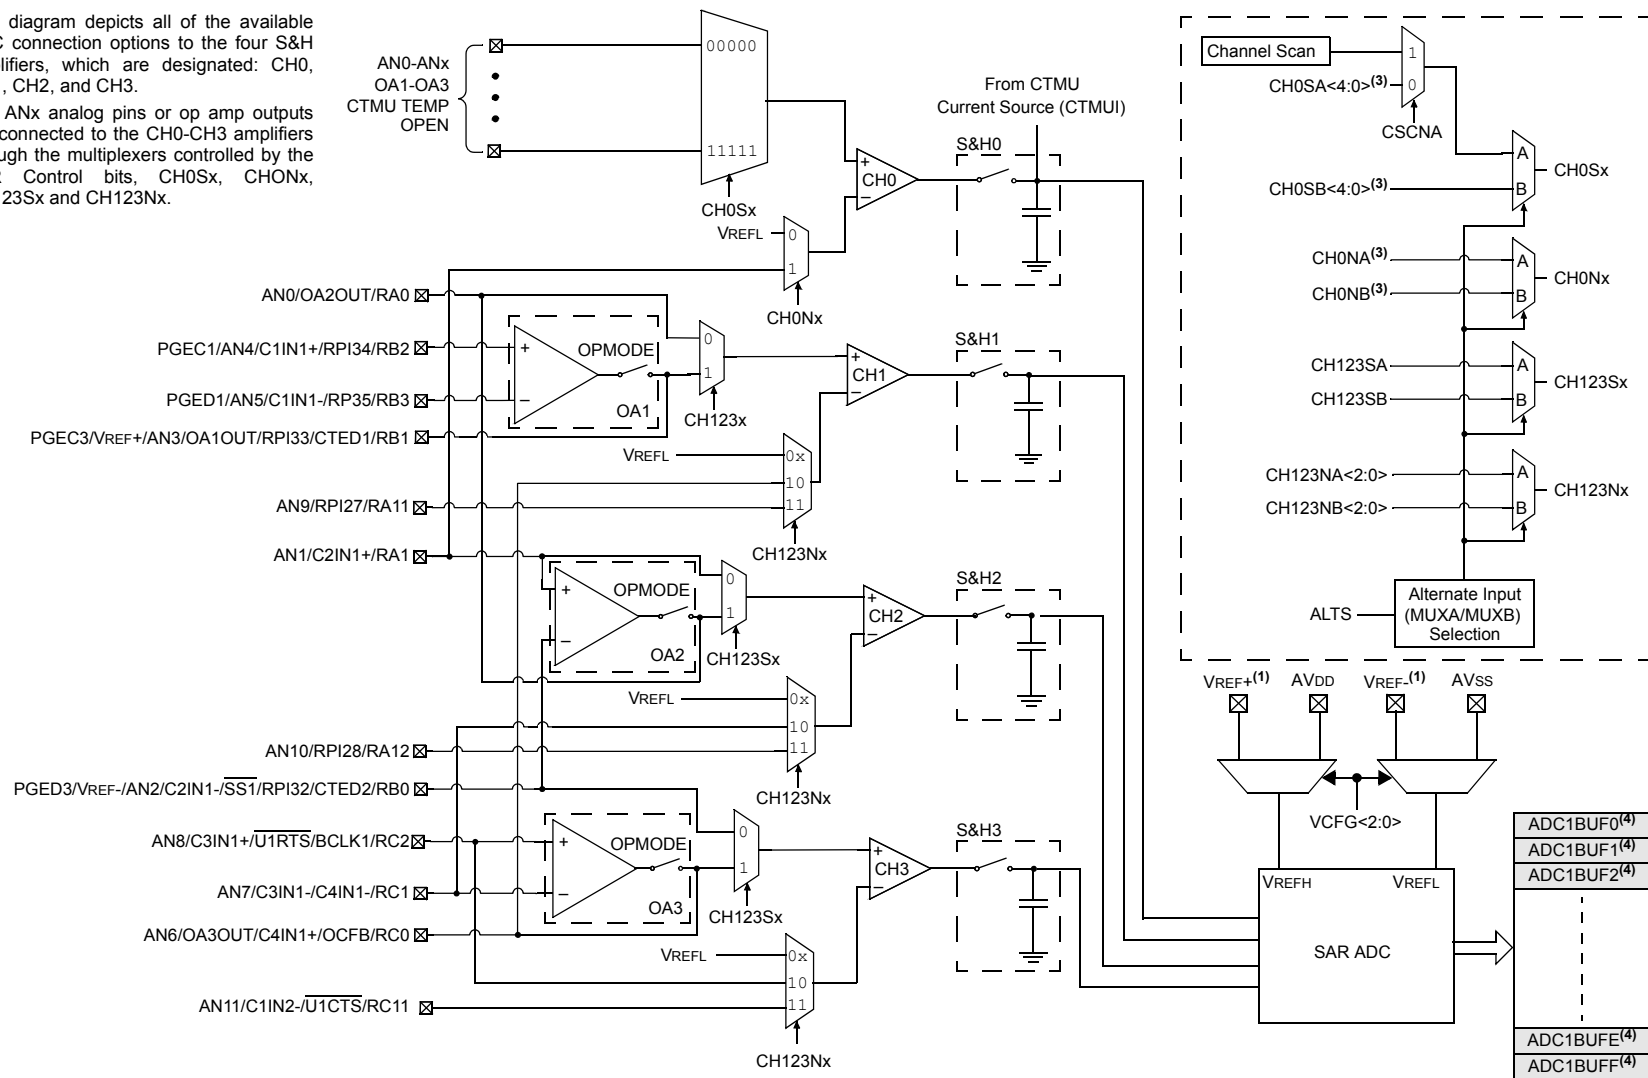 diagram depicts all of the available
connection options to the four S&H
which are designated: CH0,
, CH2, and CH3.
ANx analog pins or op amp outputs
connected to the CH0-CH3 amplifiers
the multiplexers controlled by the
Control bits, CH0Sx, CHONx,
and CH123Nx.
AN0-ANx
OA1-OA3
CTMU TEMP
OPEN
00000
11111
CH0Sx
From CTMU
Current Source (CTMUI)
S&H0
+
CH0
–
VREFL
0
1
CH0Nx
AN0/OA2OUT/RA0
PGEC1/AN4/C1IN1+/RPI34/RB2
PGED1/AN5/C1IN1-/RP35/RB3
PGEC3/VREF+/AN3/OA1OUT/RPI33/CTED1/RB1
+
–
OPMODE
OA1
0
1
CH123x
+
CH1
–
S&H1
VREFL
0x
10
11
CH123Nx
AN9/RPI27/RA11
AN1/C2IN1+/RA1
+
–
OPMODE
OA2
0
1
CH123Sx
+
CH2
–
S&H2
VREFL
0x
10
11
CH123Nx
AN10/RPI28/RA12
PGED3/VREF-/AN2/C2IN1-/SS1/RPI32/CTED2/RB0
AN8/C3IN1+/U1RTS/BCLK1/RC2
AN7/C3IN1-/C4IN1-/RC1
AN6/OA3OUT/C4IN1+/OCFB/RC0
+
–
OPMODE
OA3
0
1
CH123Sx
+
CH3
–
S&H3
VREFL
0x
10
11
CH123Nx
AN11/C1IN2-/U1CTS/RC11
Channel Scan
1
CH0SA<4:0>(3)
0
CSCNA
A
CH0Sx
CH0SB<4:0>(3)
B
CH0NA(3)
A
CH0Nx
CH0NB(3)
B
CH123SA
A
CH123Sx
CH123SB
B
CH123NA<2:0>
A
CH123Nx
CH123NB<2:0>
B
ALTS
Alternate Input
(MUXA/MUXB)
Selection
VREF+(1)
AVDD
VREF-(1)
AVSS
VCFG<2:0>
VREFH
VREFL
SAR ADC
ADC1BUF0(4)
ADC1BUF1(4)
ADC1BUF2(4)
ADC1BUFE(4)
ADC1BUFF(4)